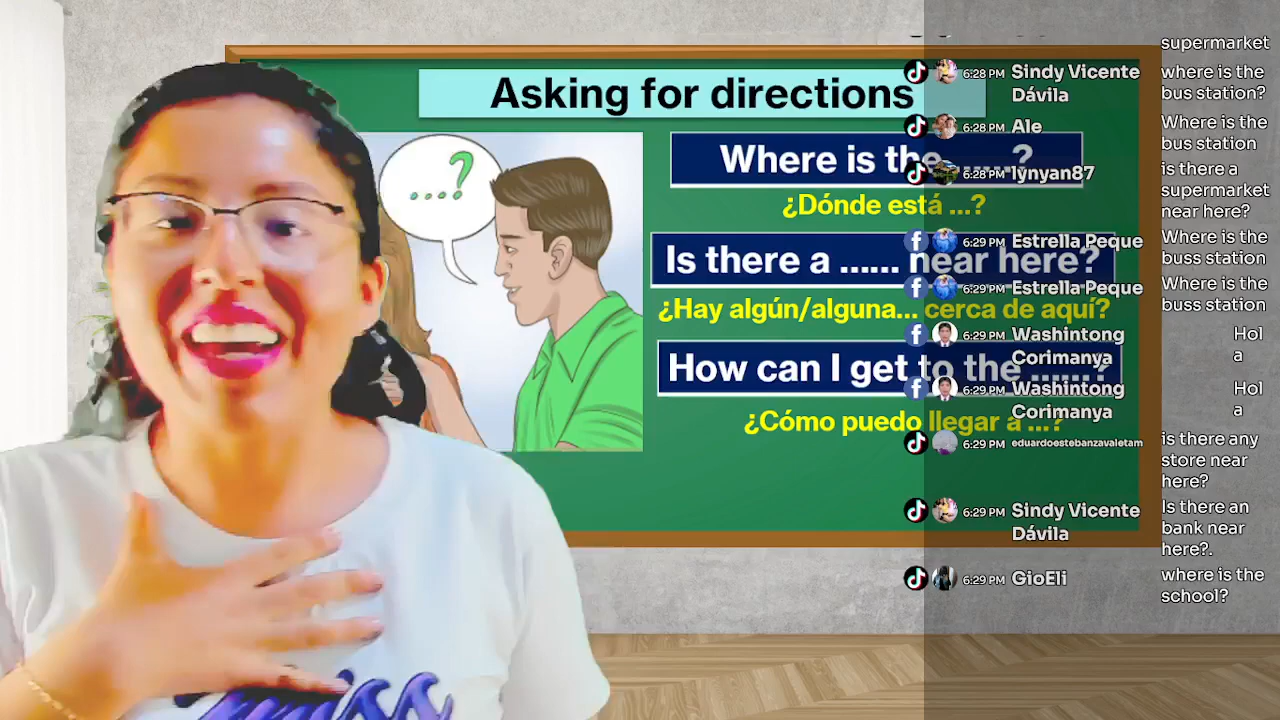 Asking for directions
...?
Where is the ......?
¿Dónde está ...?
Is there a ...... near here?
¿Hay algún/alguna... cerca de aquí?
How can I get to the ......?
¿Cómo puedo llegar a ...?
miss
supermarket
6:28 PM Sindy Vicente
Dávila
where is the
bus station?
6:28 PM Ale
Where is the
bus station
6:28 PM lynyan87
is there a
supermarket
near here?
6:29 PM Estrella Peque
Where is the
buss station
6:29 PM Estrella Peque
Where is the
buss station
6:29 PM Washintong
Corimanya
Hol
a
6:29 PM Washintong
Corimanya
Hol
a
6:29 PM eduardoestebanzavaletam
is there any
store near
here?
6:29 PM Sindy Vicente
Dávila
Is there an
bank near
here?.
6:29 PM GioEli
where is the
school?